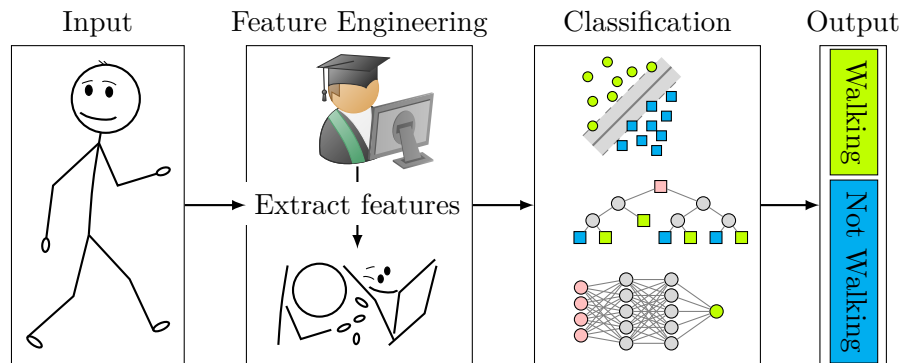 Input
Feature Engineering
Classification
Output
Extract features
Walking
Not Walking